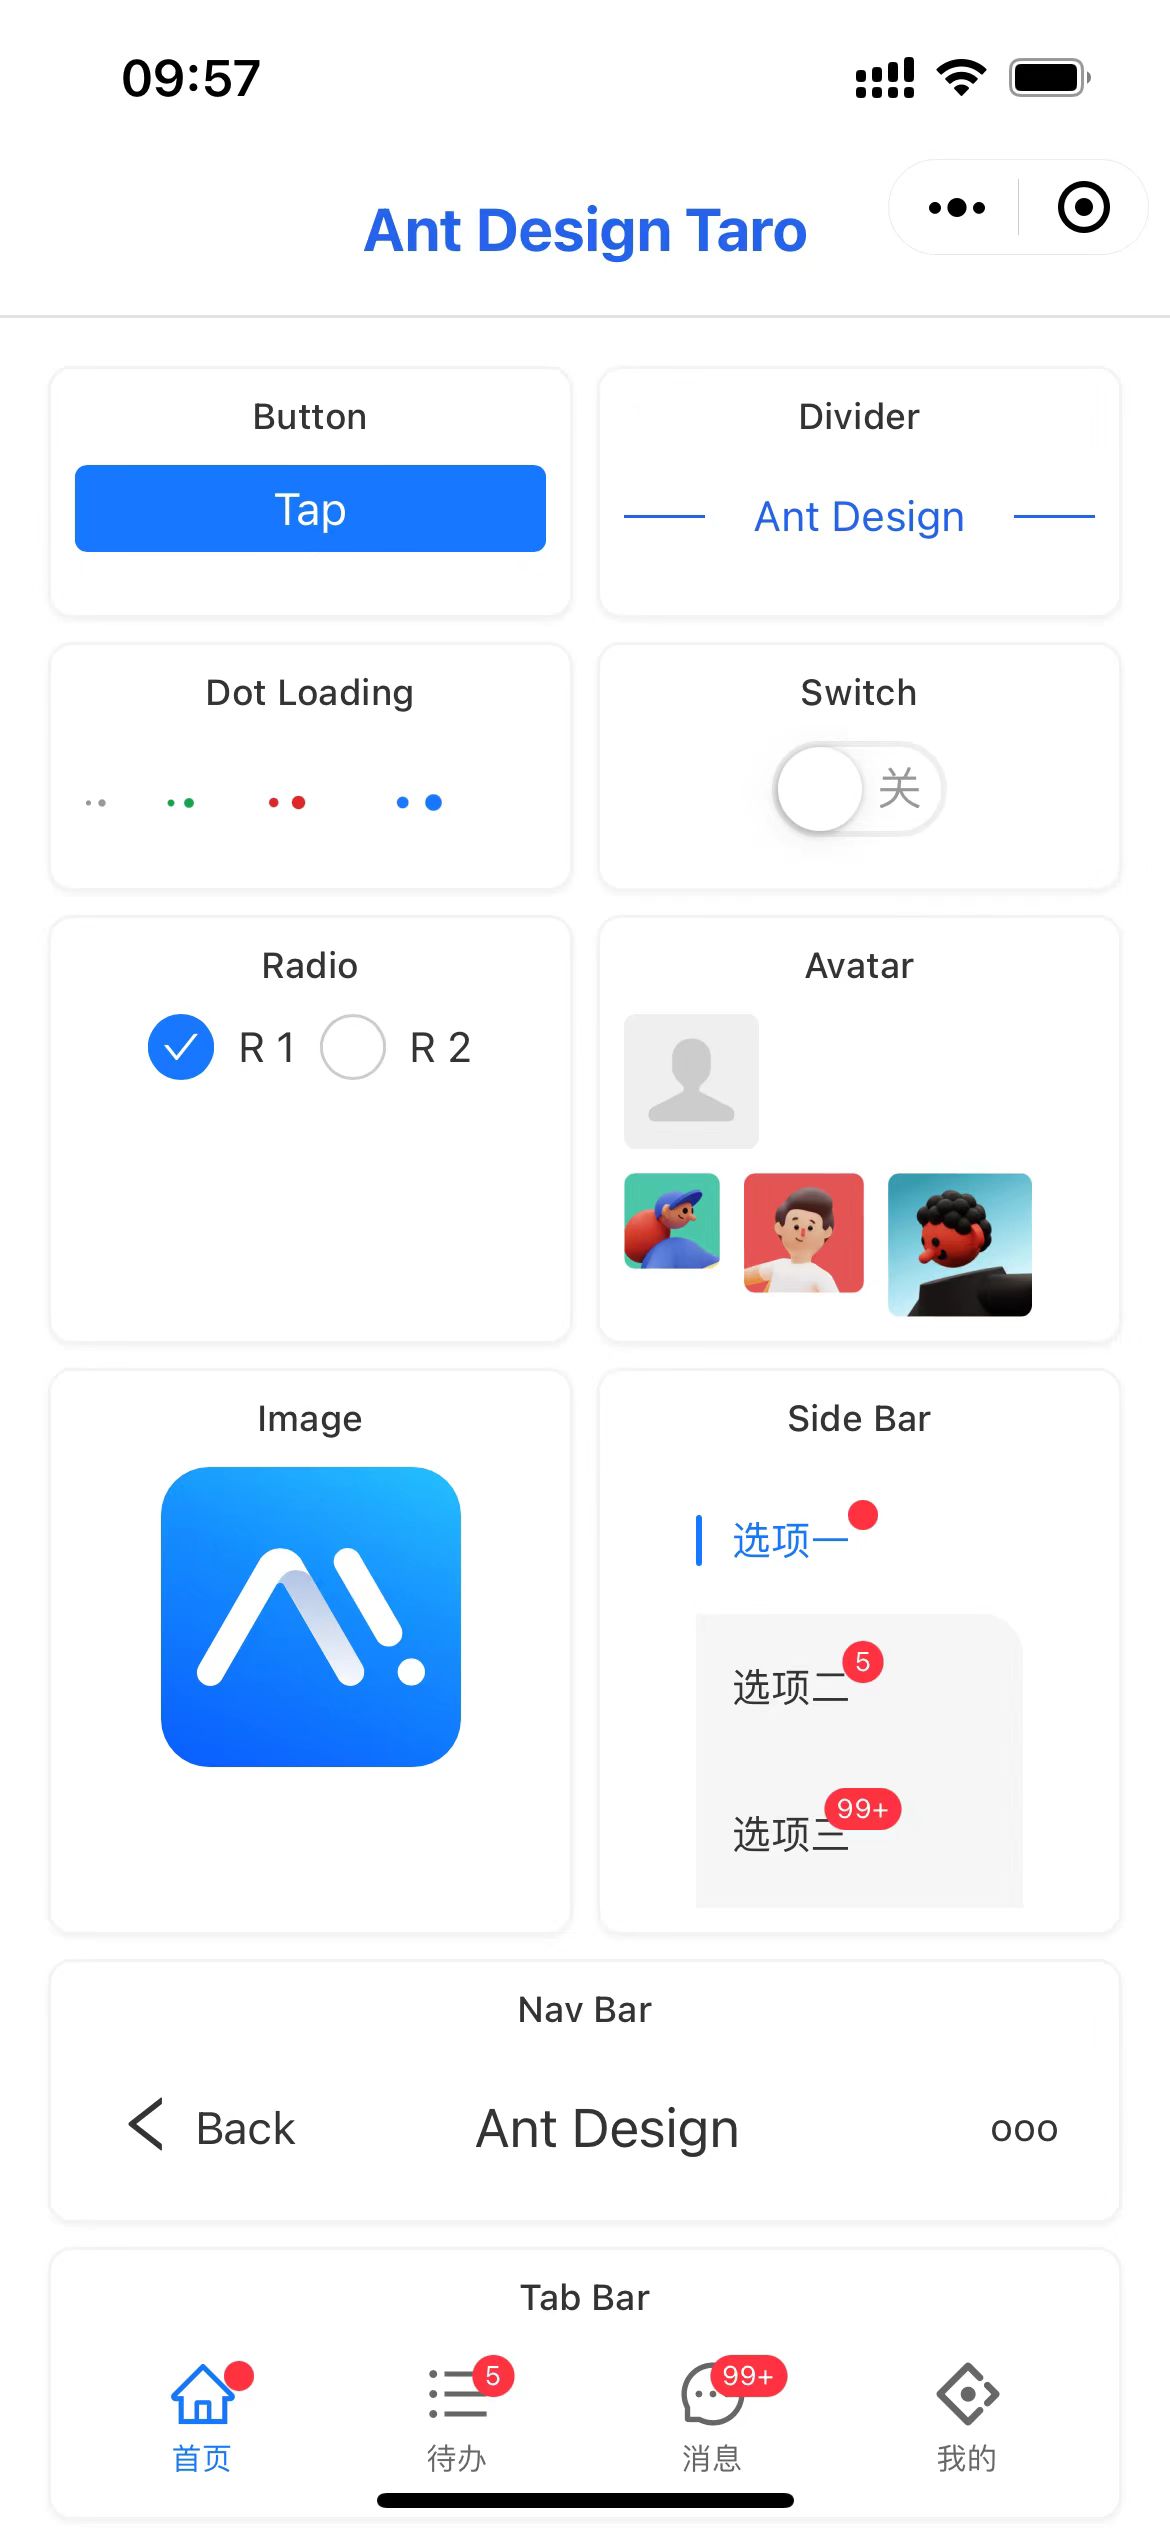 09:57
Ant Design Taro
Button
Divider
Tap
Ant Design
Dot Loading
Switch
关
Radio
Avatar
R 1
R 2
Image
Side Bar
选项一
选项二
5
选项三
99+
Nav Bar
Back
Ant Design
ooo
Tab Bar
5
99+
首页
待办
消息
我的